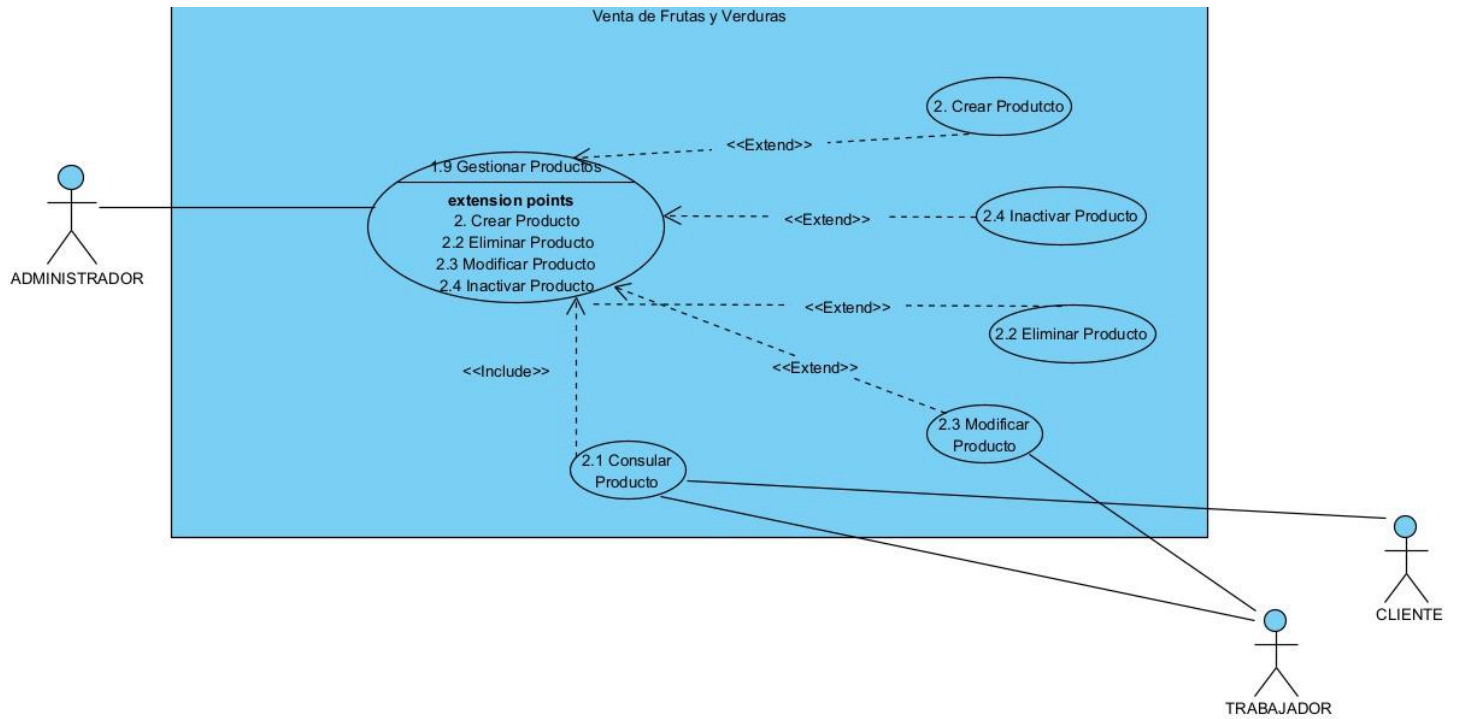 Venta de Frutas y Verduras
2. Crear Produtcto
<<Extend>>
1.9 Gestionar Productos
extension points
2. Crear Producto
2.2 Eliminar Producto
2.3 Modificar Producto
2.4 Inactivar Producto
<<Extend>>
2.4 Inactivar Producto
ADMINISTRADOR
<<Extend>>
2.2 Eliminar Producto
<<Include>>
<<Extend>>
2.3 Modificar
Producto
2.1 Consular
Producto
CLIENTE
TRABAJADOR